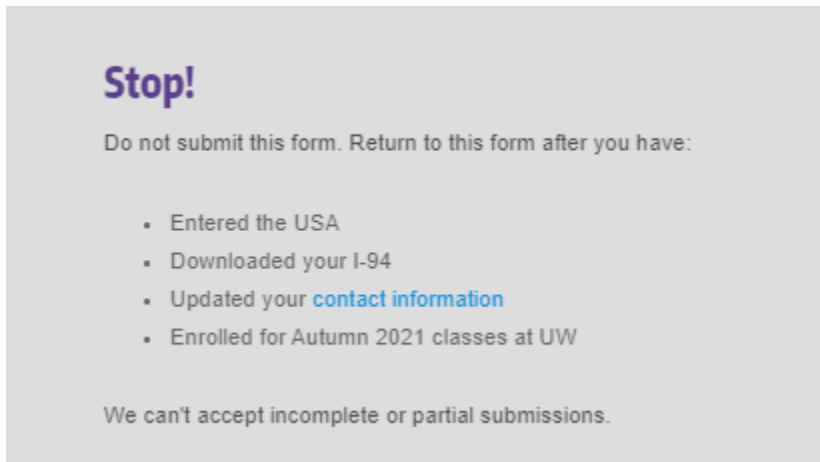 Stop!
Do not submit this form. Return to this form after you have:
• Entered the USA
• Downloaded your I-94
• Updated your contact information
• Enrolled for Autumn 2021 classes at UW
We can't accept incomplete or partial submissions.